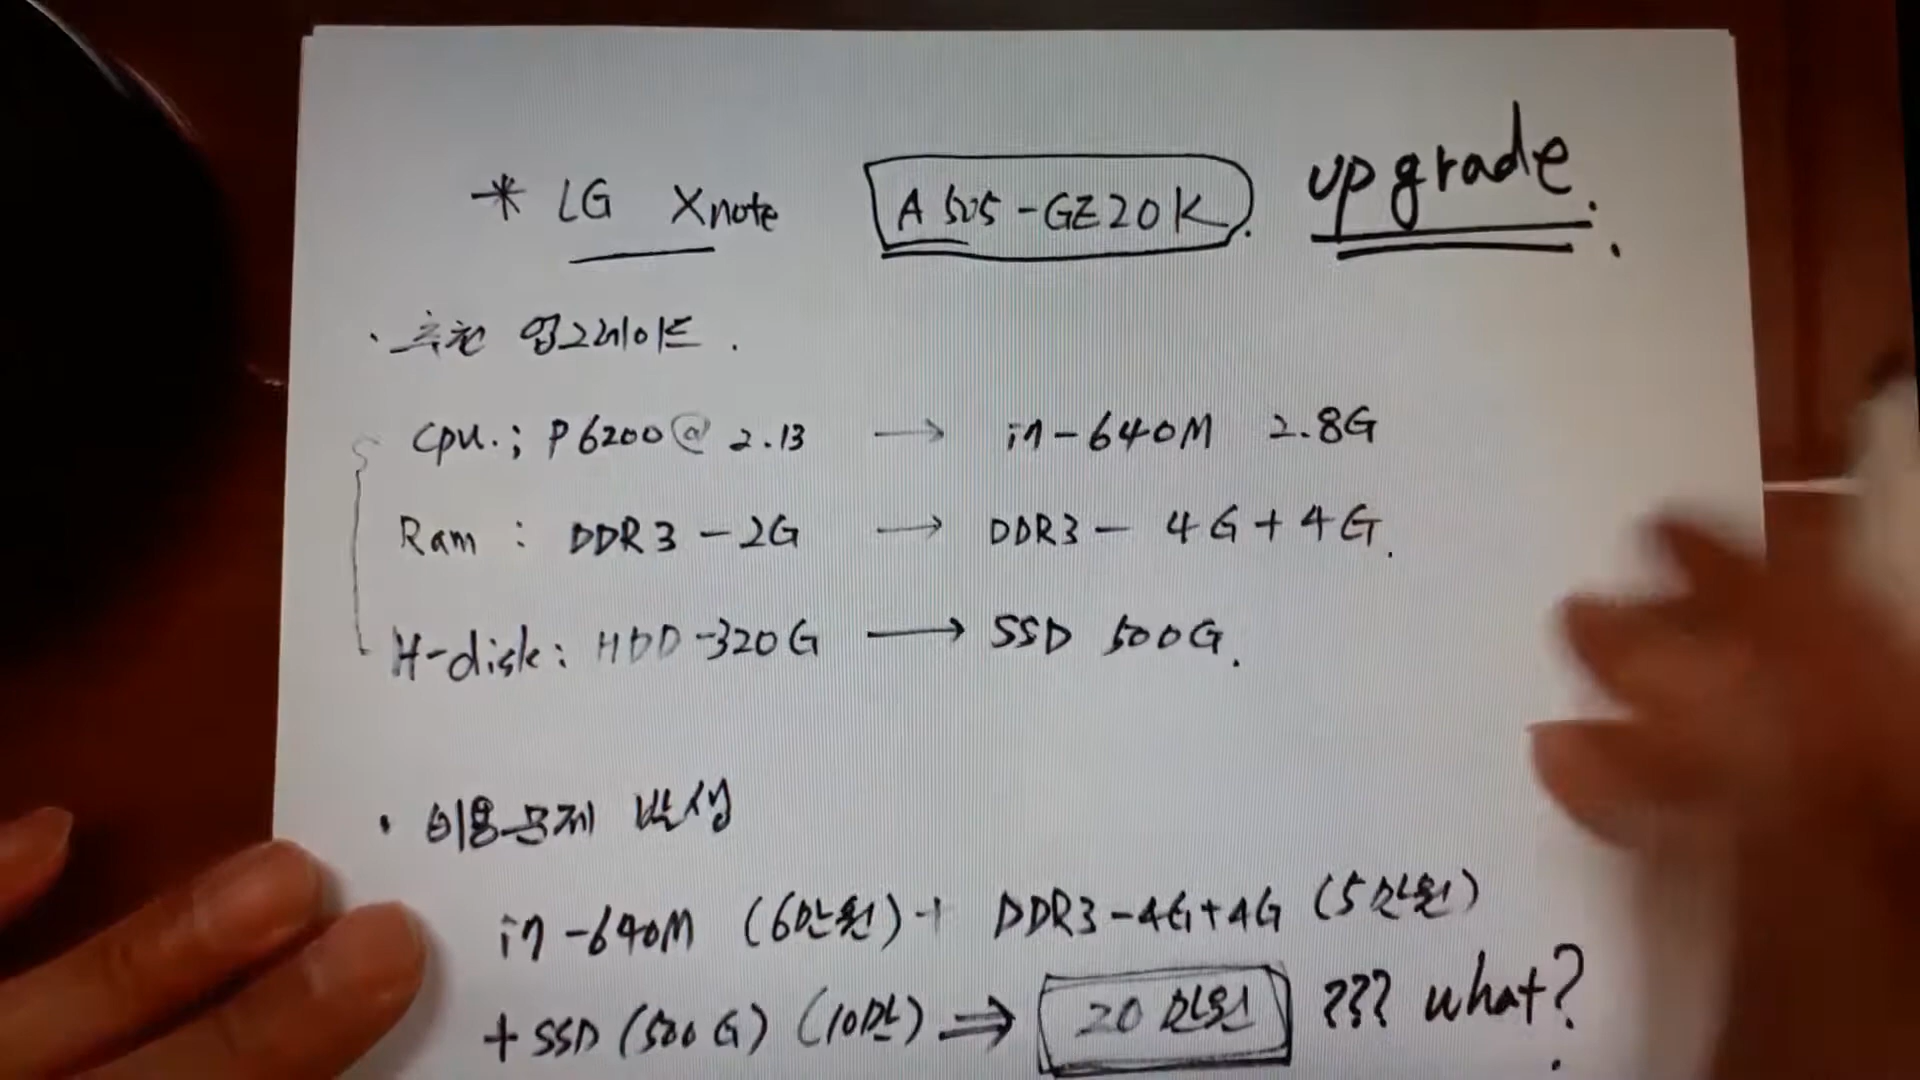 * LG Xnote A505-GE20K. upgrade.
· 추천 업그레이드.
Cpu.; P6200@ 2.13 → i7-640M 2.8G
Ram : DDR3 - 2G → DDR3 - 4G + 4G.
H-disk : HDD-320G → SSD 500G.
· 비용문제 발생
i7-640M (6만원) + DDR3-4G+4G (5만원)
+ SSD (500G) (10만) ⇒ 20만원 ??? what?